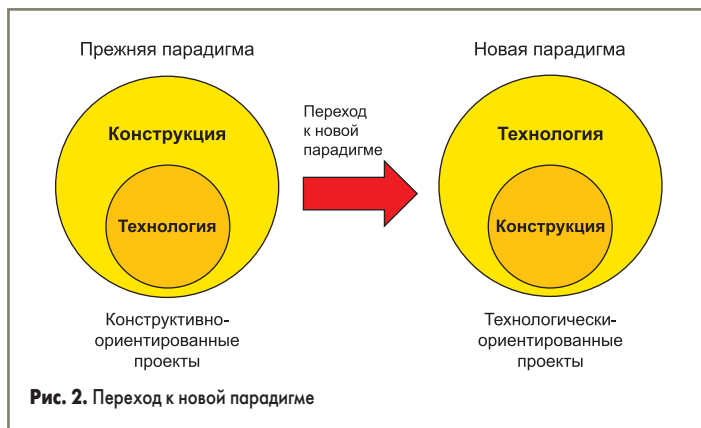 Прежняя парадигма
Конструкция
Технология
Конструктивно-
ориентированные
проекты
Переход
к новой
парадигме
Новая парадигма
Технология
Конструкция
Технологически-
ориентированные
проекты
Рис. 2. Переход к новой парадигме